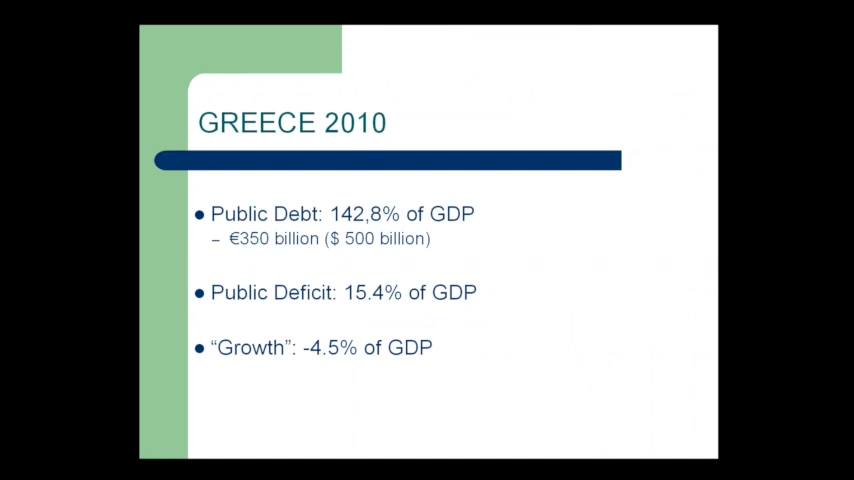 GREECE 2010
● Public Debt: 142,8% of GDP
– €350 billion ($ 500 billion)
● Public Deficit: 15.4% of GDP
● “Growth”: -4.5% of GDP